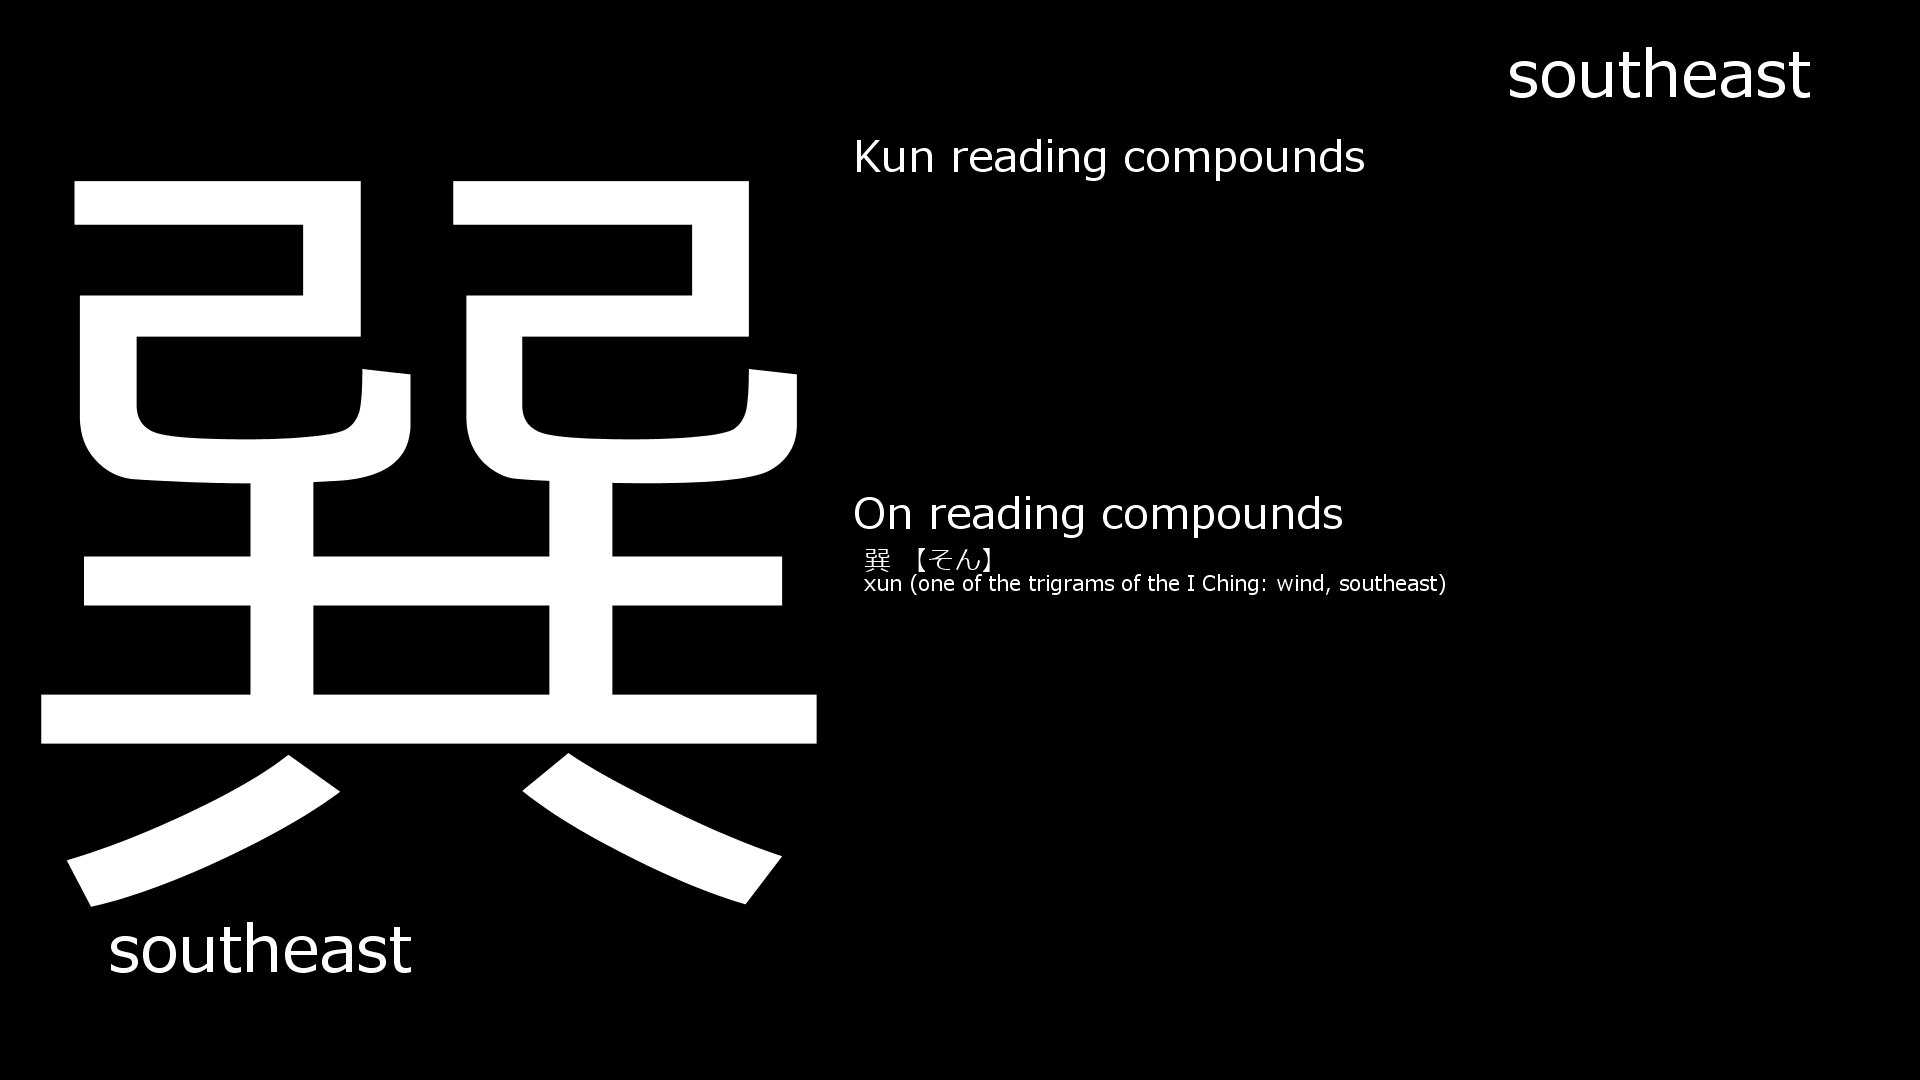 southeast
Kun reading compounds
巽
On reading compounds
巽 【そん】
xun (one of the trigrams of the I Ching: wind, southeast)
southeast